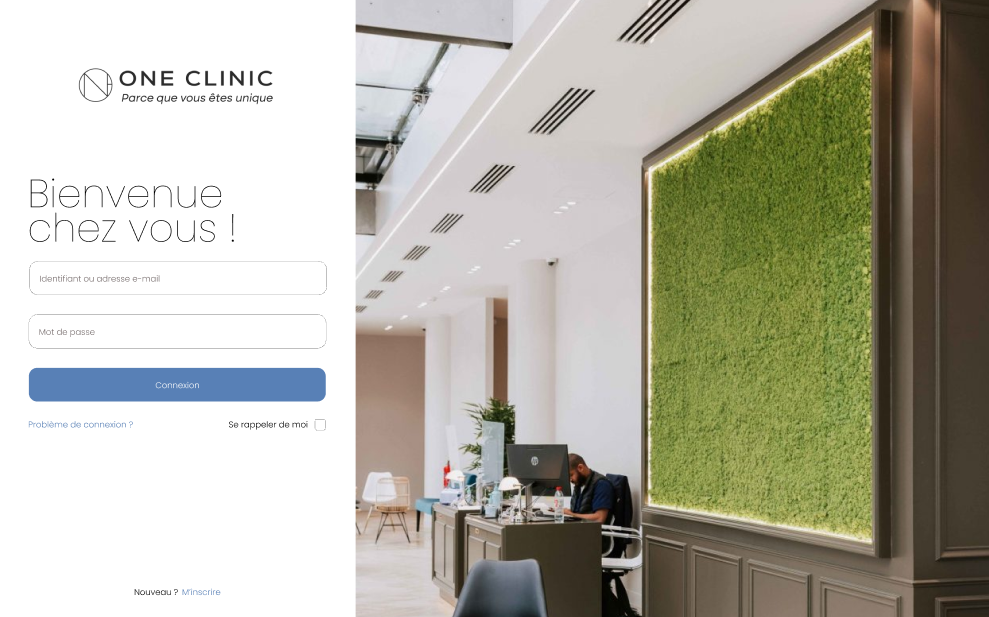 ONE CLINIC
Parce que vous êtes unique
Bienvenue
chez vous !
Identifiant ou adresse e-mail
Mot de passe
Connexion
Problème de connexion ?
Se rappeler de moi
Nouveau ? M'inscrire